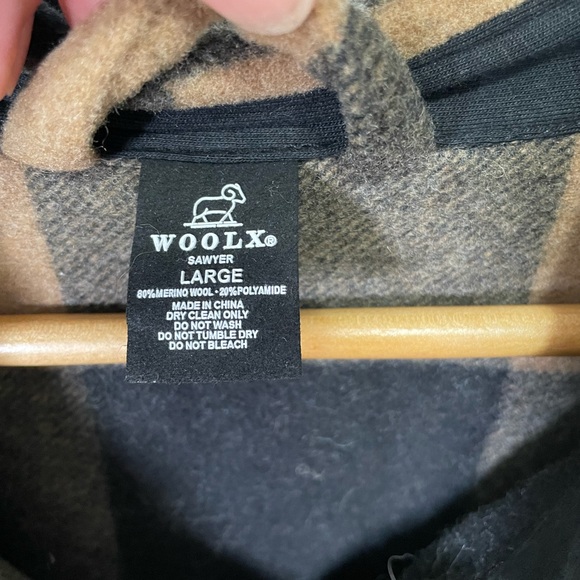 WOOLX®
SAWYER
LARGE
80%MERINO WOOL • 20%POLYAMIDE
MADE IN CHINA
DRY CLEAN ONLY
DO NOT WASH
DO NOT TUMBLE DRY
DO NOT BLEACH